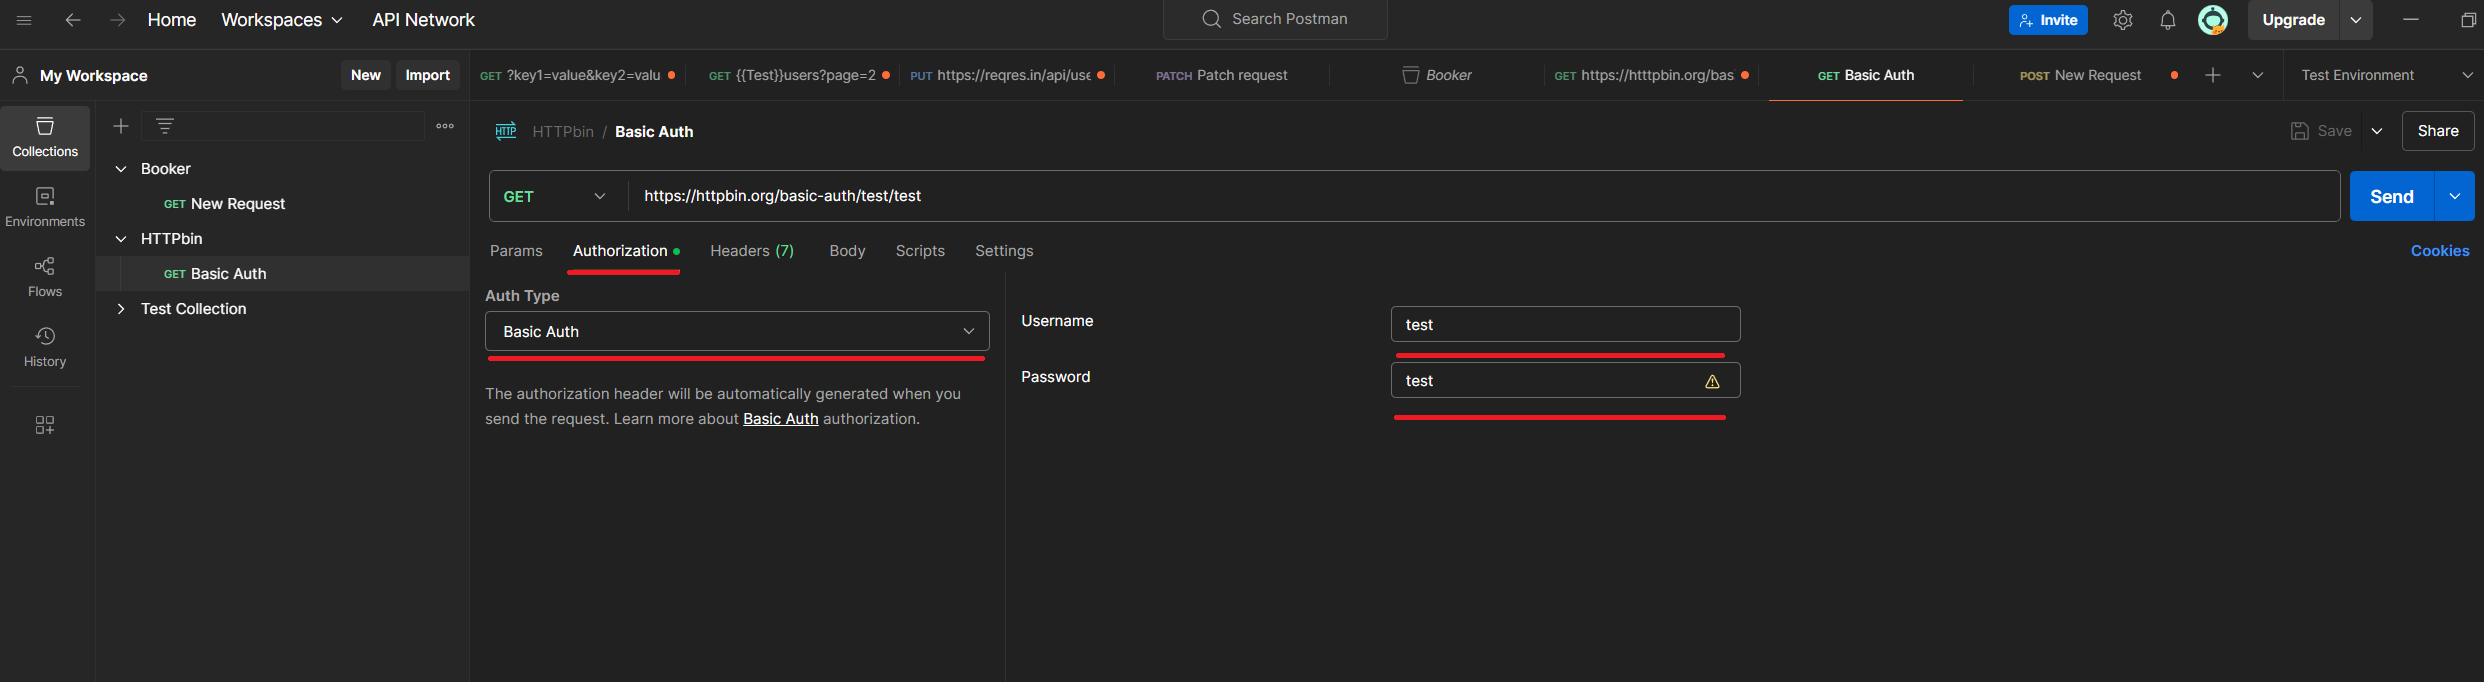 Home Workspaces API Network Search Postman Invite Upgrade
My Workspace New Import GET ?key1=value&key2=valu GET {{Test}}users?page=2 PUT https://reqres.in/api/use PATCH Patch request Booker GET https://htttpbin.org/bas GET Basic Auth POST New Request Test Environment
Collections
Environments
Flows
History
Booker
GET New Request
HTTPbin
GET Basic Auth
Test Collection
HTTP HTTPbin / Basic Auth Save Share
GET https://httpbin.org/basic-auth/test/test Send
Params Authorization Headers (7) Body Scripts Settings Cookies
Auth Type
Basic Auth
The authorization header will be automatically generated when you
send the request. Learn more about Basic Auth authorization.
Username test
Password test